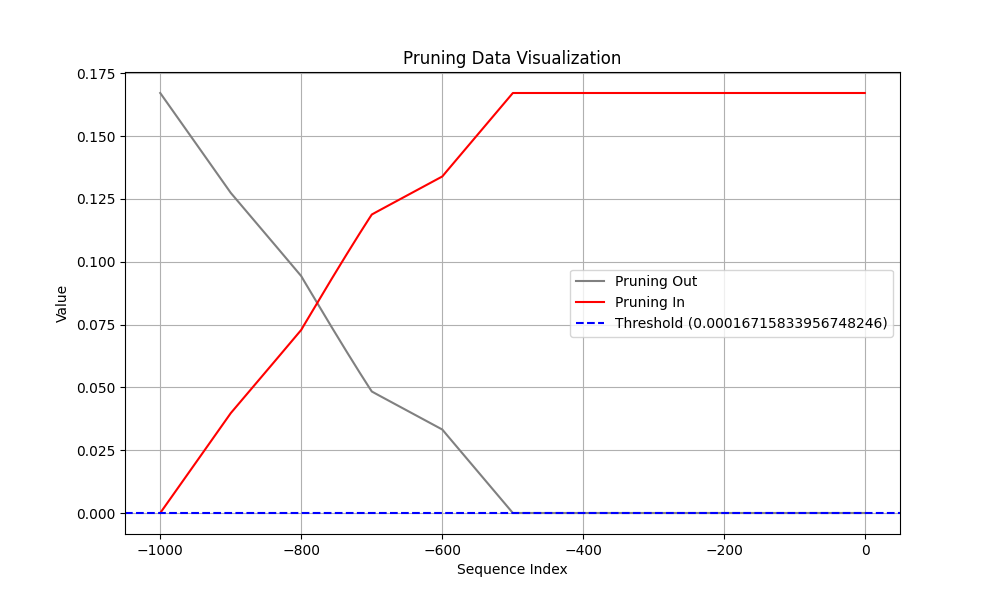 Pruning Data Visualization
0.175
0.150
0.125
0.100
0.075
0.050
0.025
0.000
Value
Pruning Out
Pruning In
Threshold (0.00016715833956748246)
−1000
−800
−600
−400
−200
0
Sequence Index